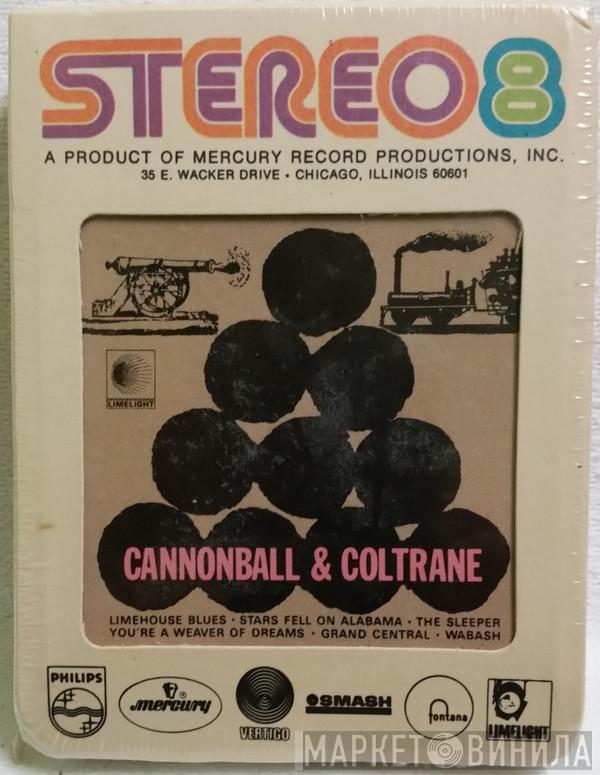 STEREO8
A PRODUCT OF MERCURY RECORD PRODUCTIONS, INC.
35 E. WACKER DRIVE • CHICAGO, ILLINOIS 60601
LIMELIGHT
CANNONBALL & COLTRANE
LIMEHOUSE BLUES · STARS FELL ON ALABAMA · THE SLEEPER
YOU'RE A WEAVER OF DREAMS · GRAND CENTRAL · WABASH
PHILIPS
mercury ®
VERTIGO
SMASH
fontana
LIMELIGHT
МАРКЕТ ВИНИЛА